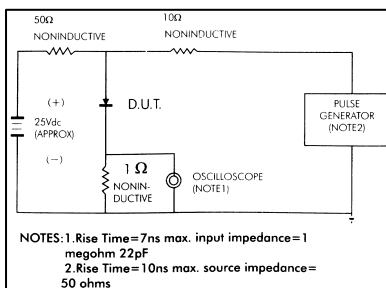 50Ω
NONINDUCTIVE
10Ω
NONINDUCTIVE
(+)
D.U.T.
25Vdc
(APPROX)
(−)
PULSE
GENERATOR
(NOTE2)
1Ω
NONIN-
DUCTIVE
OSCILLOSCOPE
(NOTE1)
NOTES:1.Rise Time=7ns max. input impedance=1
megohm 22pF
2.Rise Time=10ns max. source impedance=
50 ohms